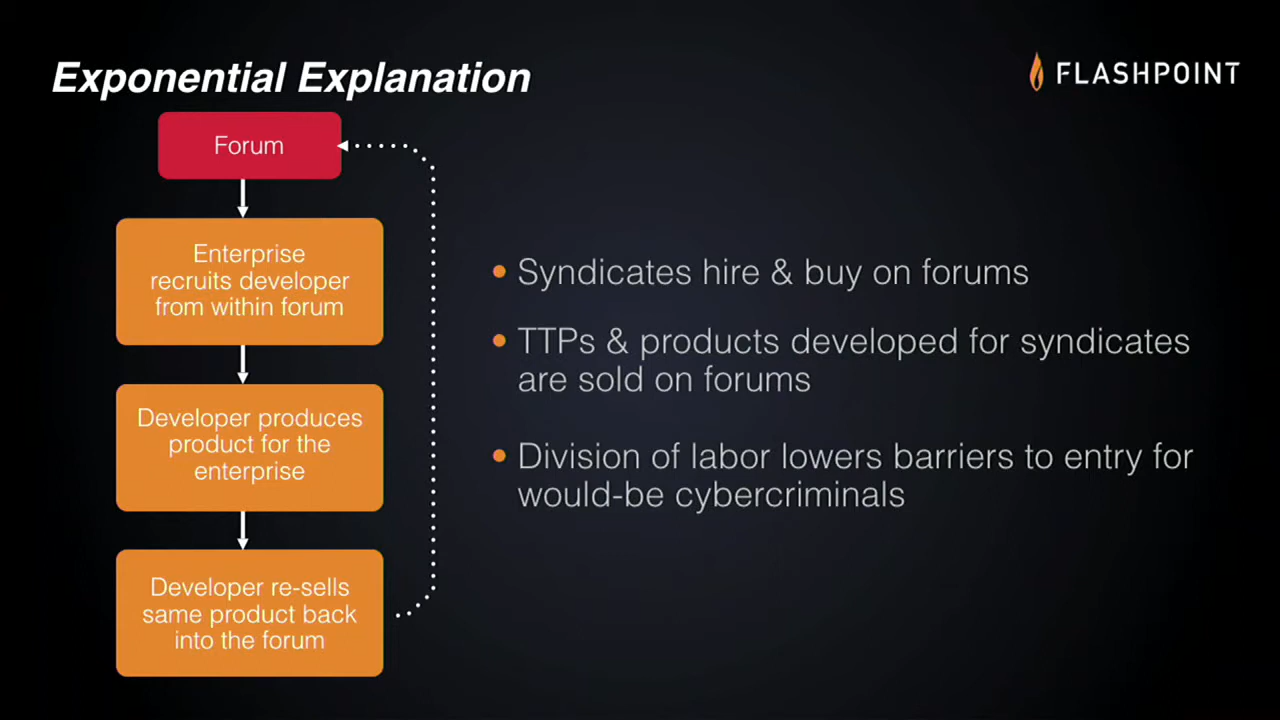 Exponential Explanation
FLASHPOINT
Forum
Enterprise
recruits developer
from within forum
Developer produces
product for the
enterprise
Developer re-sells
same product back
into the forum
• Syndicates hire & buy on forums
• TTPs & products developed for syndicates
are sold on forums
• Division of labor lowers barriers to entry for
would-be cybercriminals